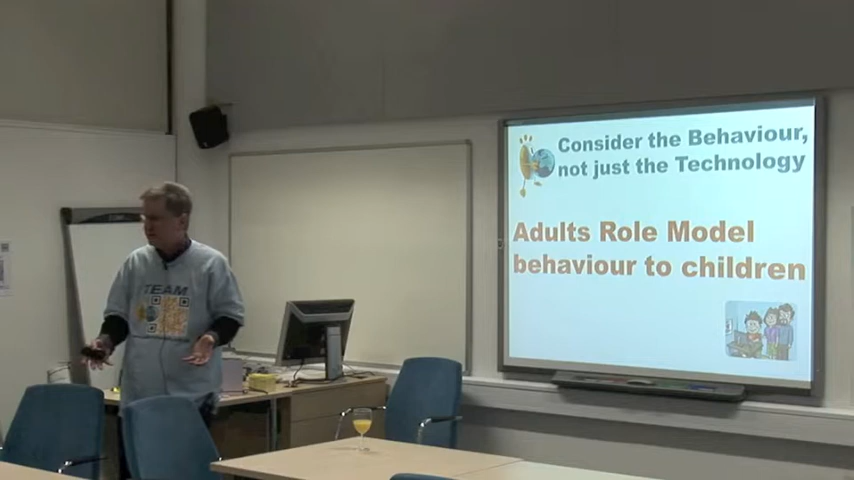 Consider the Behaviour,
not just the Technology
Adults Role Model
behaviour to children
TEAM